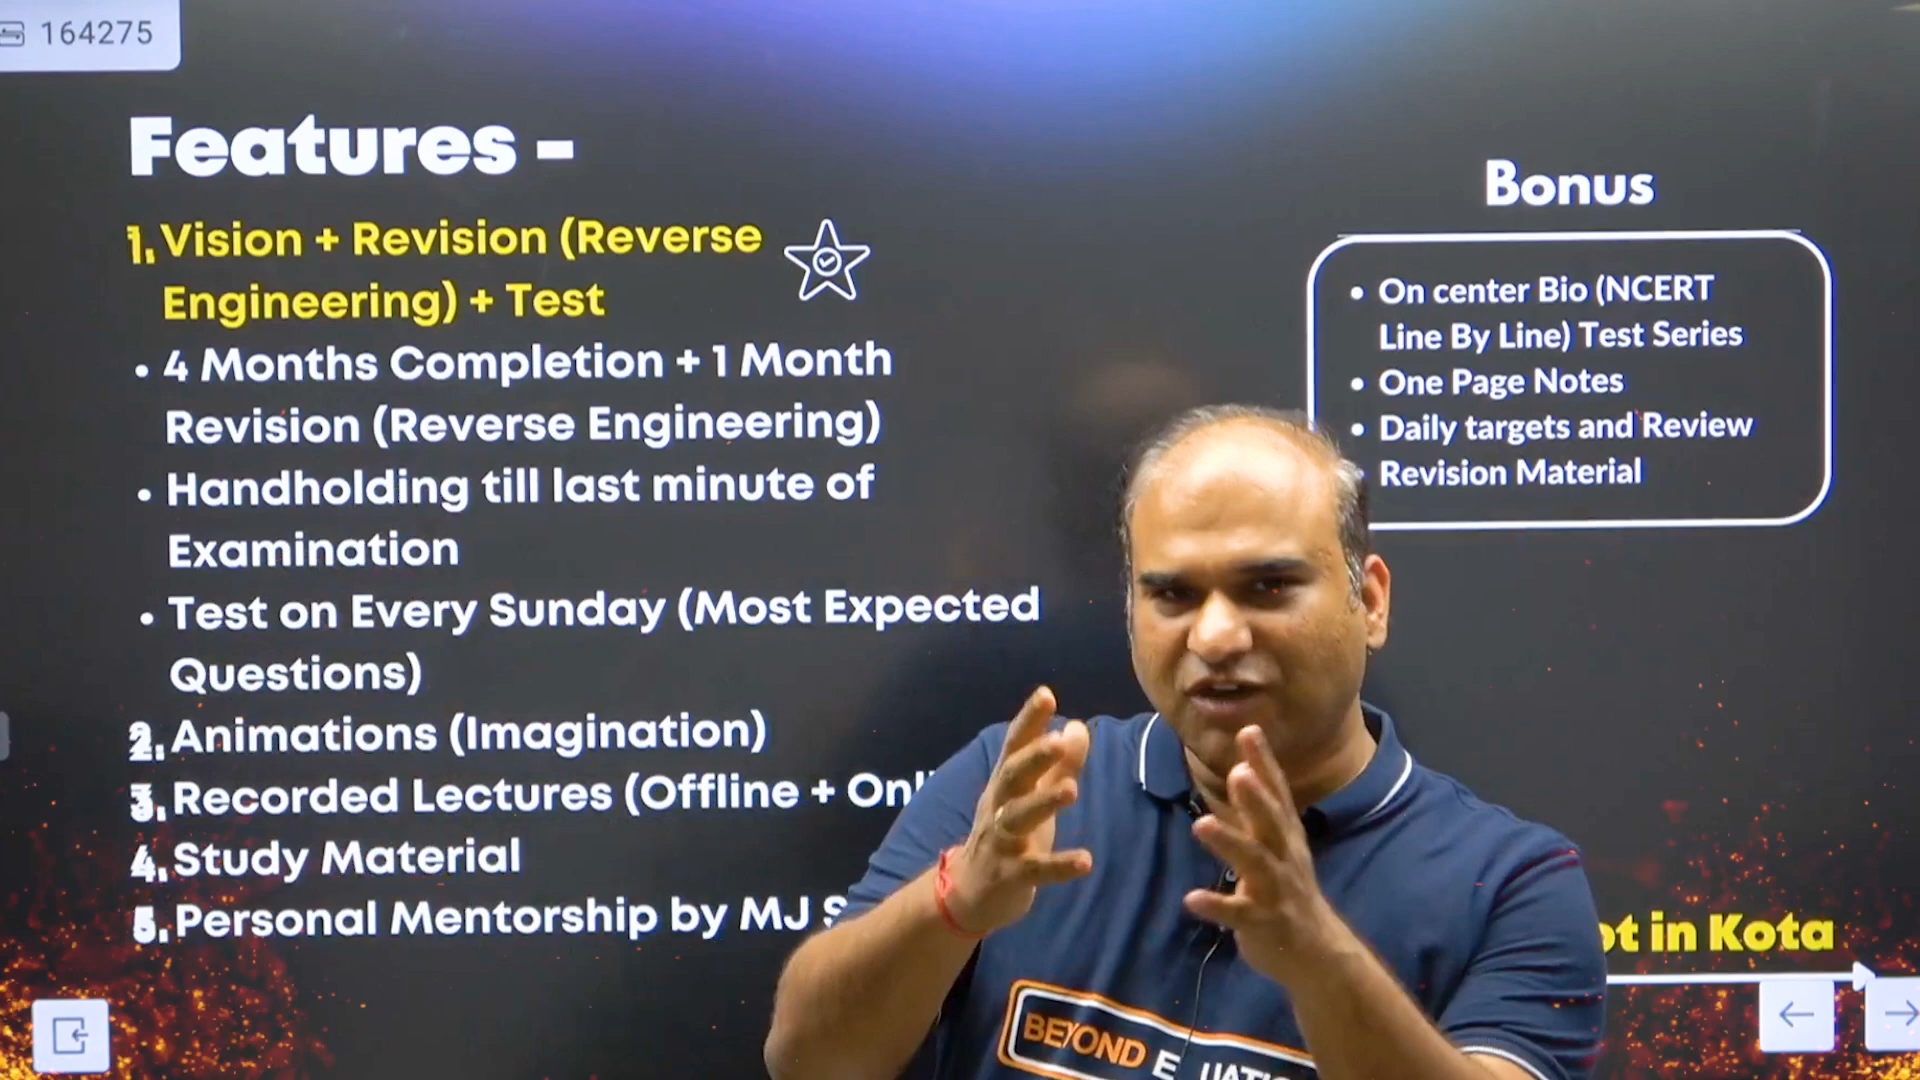 164275
Features -
1. Vision + Revision (Reverse
Engineering) + Test
• 4 Months Completion + 1 Month
Revision (Reverse Engineering)
• Handholding till last minute of
Examination
• Test on Every Sunday (Most Expected
Questions)
2. Animations (Imagination)
3. Recorded Lectures (Offline +
4. Study Material
5. Personal Mentorship by MJ
Bonus
• On center Bio (NCERT
Line By Line) Test Series
• One Page Notes
• Daily targets and Review
Revision Material
in Kota
BEYOND